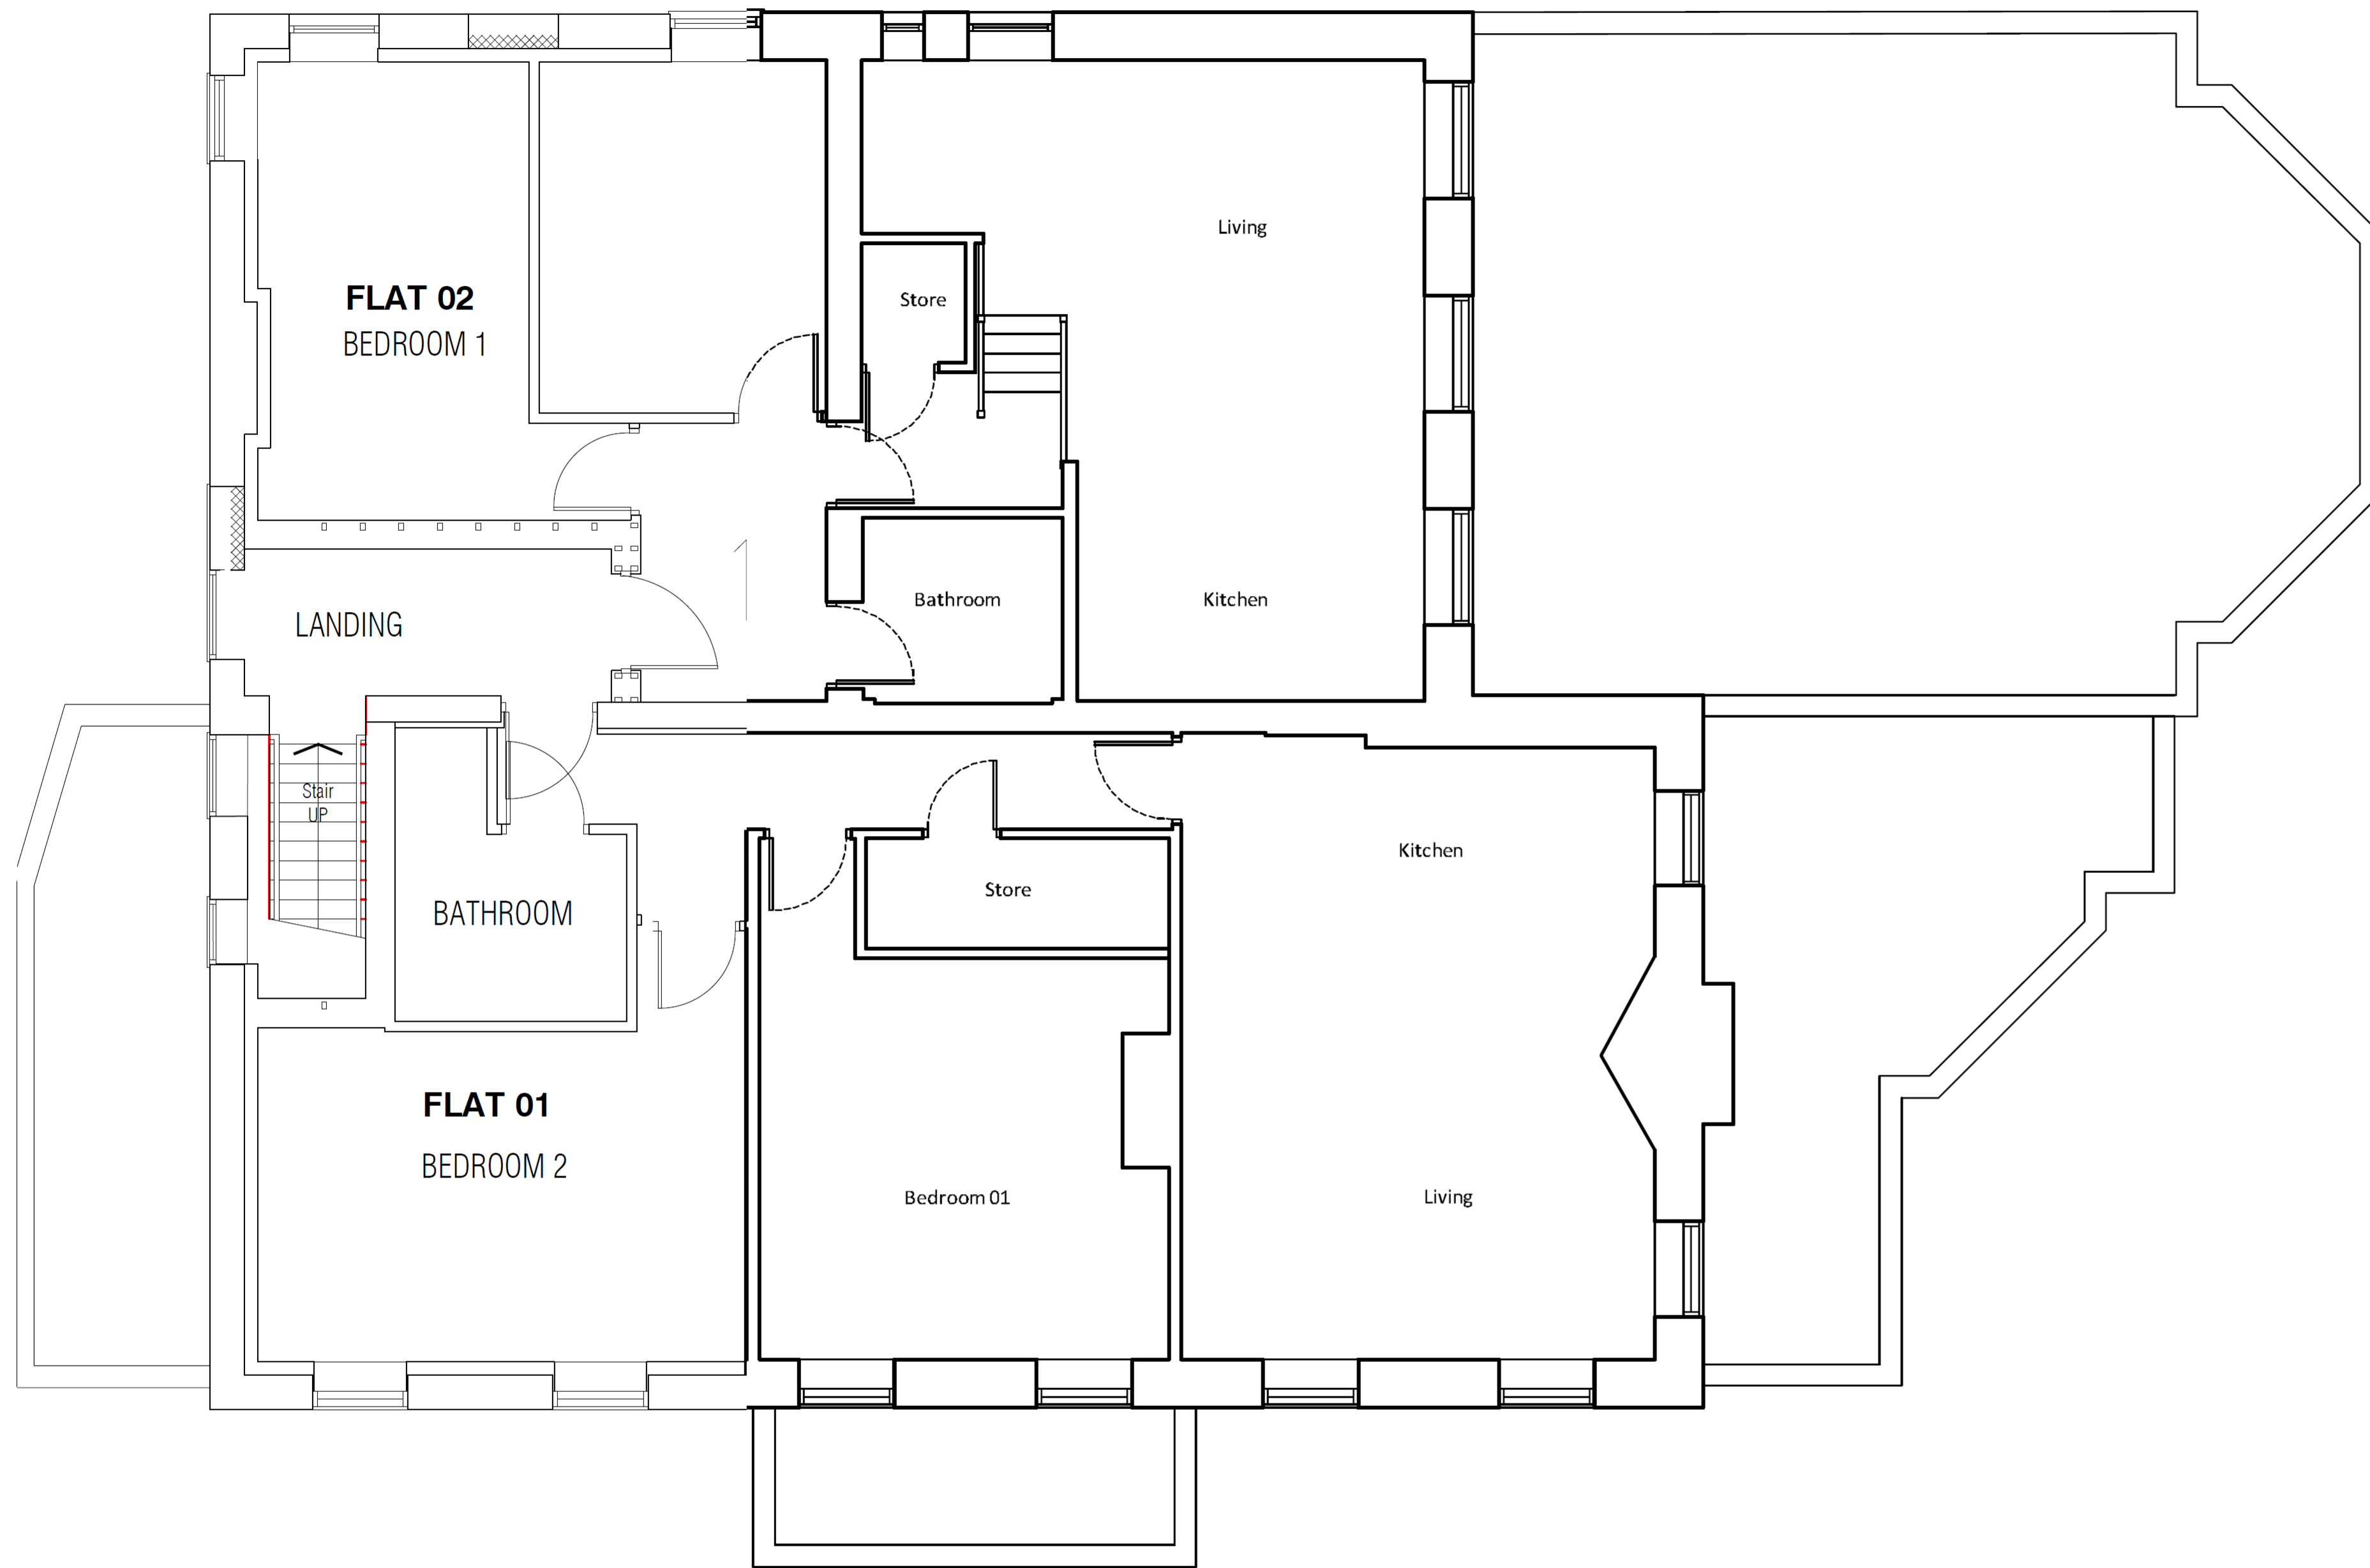 Living
FLAT 02
BEDROOM 1
Store
LANDING
Bathroom
Kitchen
Stair
UP
Kitchen
BATHROOM
Store
FLAT 01
BEDROOM 2
Bedroom 01
Living